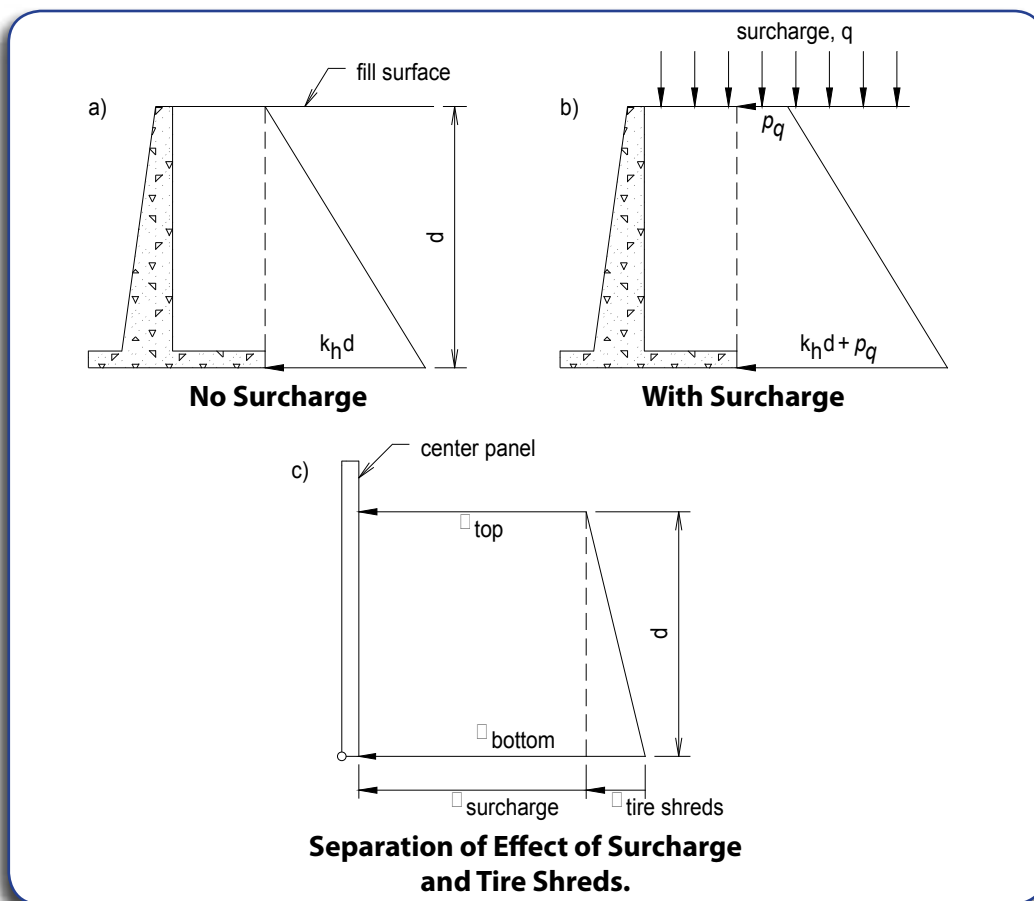 surcharge, q
fill surface
a)
b)
p_q
d
k_hd
k_hd + p_q
No Surcharge
With Surcharge
center panel
c)
□ top
d
□ bottom
□ surcharge
□ tire shreds
Separation of Effect of Surcharge
and Tire Shreds.